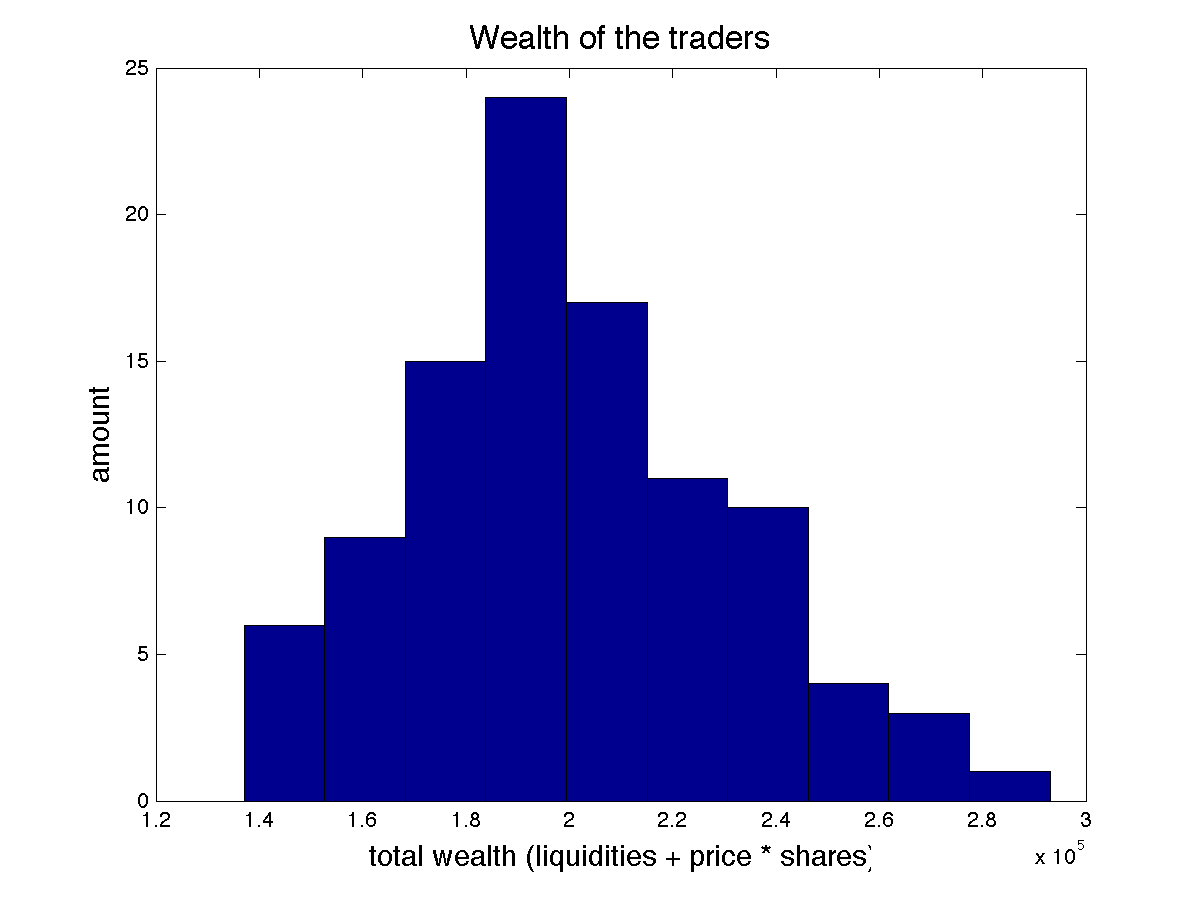 Wealth of the traders
25
20
15
10
5
0
amount
1.2 1.4 1.6 1.8 2 2.2 2.4 2.6 2.8 3
x 10^5
total wealth (liquidities + price * shares)